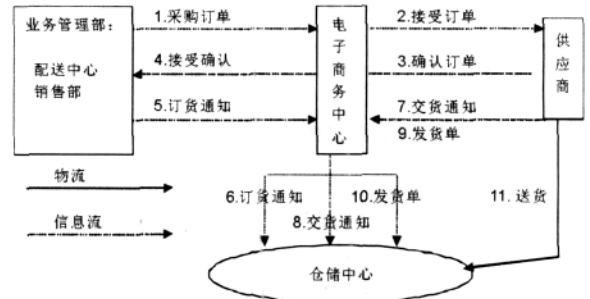 业务管理部：
配送中心
销售部
1.采购订单
4.接受确认
5.订货通知
电子商务中心
2.接受订单
3.确认订单
7.交货通知
9.发货单
供应商
物流
信息流
6.订货通知
10.发货单
8.交货通知
11. 送货
仓储中心